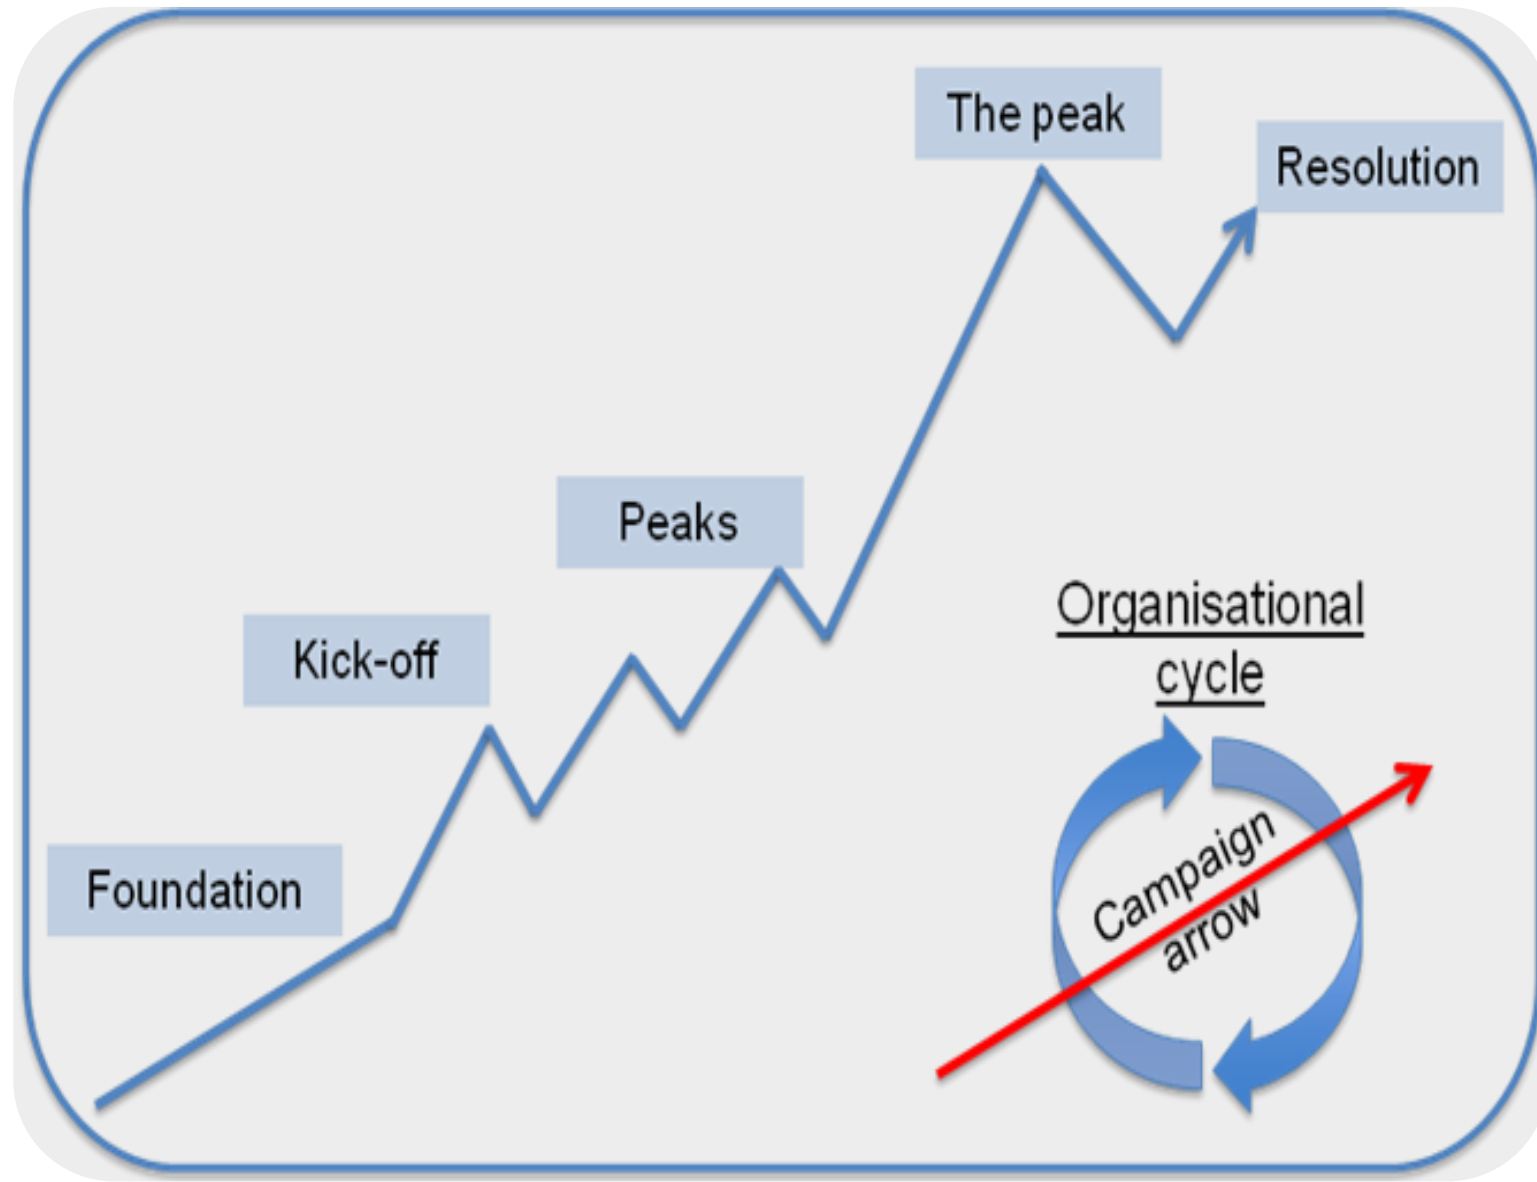 The peak
Resolution
Peaks
Kick-off
Foundation
Organisational
cycle
Campaign
arrow